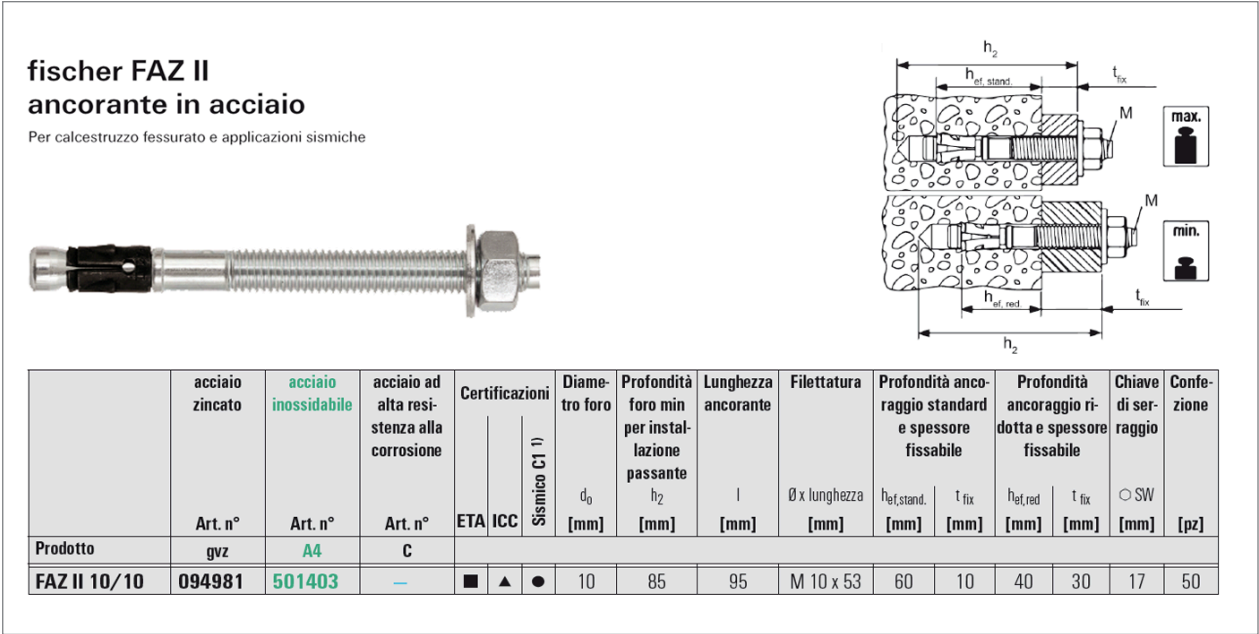 fischer FAZ II
ancorante in acciaio
Per calcestruzzo fessurato e applicazioni sismiche
h2
hef, stand.
tfix
M
max.
M
min.
hef, red.
tfix
h2
acciaio
zincato
Art. n°
acciaio
inossidabile
Art. n°
acciaio ad
alta resi-
stenza alla
corrosione
Art. n°
Certificazioni
ETA ICC Sismico C1 1)
Diame-
tro foro
d0
[mm]
Profondità
foro min
per instal-
lazione
passante
h2
[mm]
Lunghezza
ancorante
l
[mm]
Filettatura
Ø x lunghezza
[mm]
Profondità anco-
raggio standard
e spessore
fissabile
hef,stand. t fix
[mm] [mm]
Profondità
ancoraggio ri-
dotta e spessore
fissabile
hef,red t fix
[mm] [mm]
Chiave
di ser-
raggio
SW
[mm]
Confe-
zione
[pz]
Prodotto gvz A4 C
FAZ II 10/10 094981 501403 – ■ ▲ ● 10 85 95 M 10 x 53 60 10 40 30 17 50